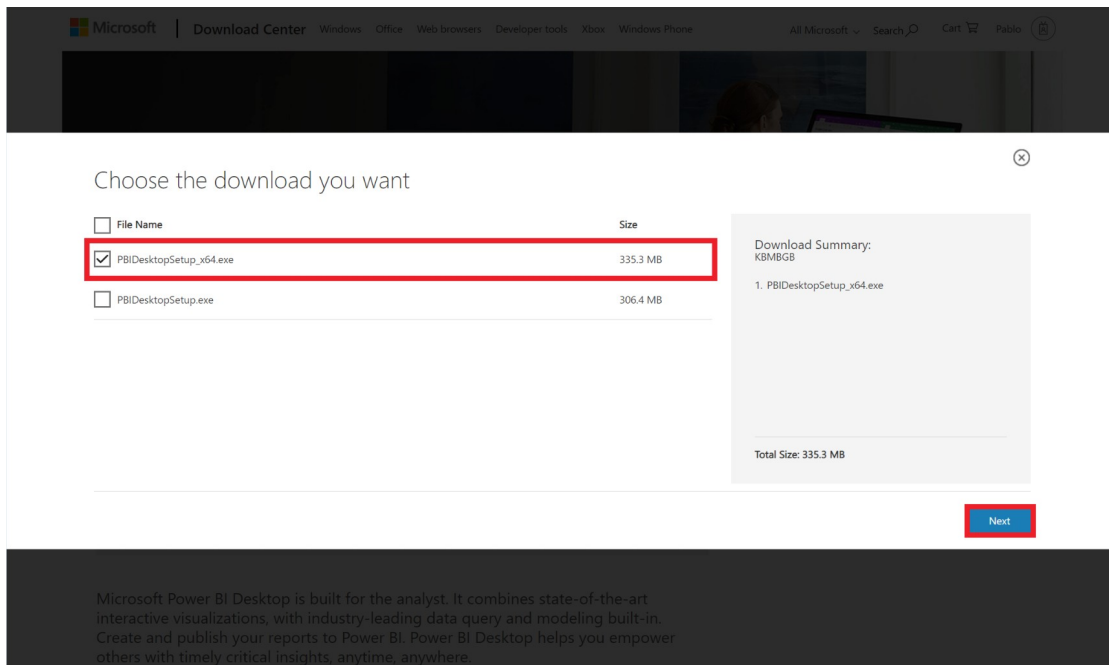 Microsoft | Download Center Windows Office Web browsers Developer tools Xbox Windows Phone All Microsoft Search Cart Pablo
Choose the download you want
File Name Size
PBIDesktopSetup_x64.exe 335.3 MB
PBIDesktopSetup.exe 306.4 MB
Download Summary:
KBMBGB
1. PBIDesktopSetup_x64.exe
Total Size: 335.3 MB
Next
Microsoft Power BI Desktop is built for the analyst. It combines state-of-the-art
interactive visualizations, with industry-leading data query and modeling built-in.
Create and publish your reports to Power BI. Power BI Desktop helps you empower
others with timely critical insights, anytime, anywhere.